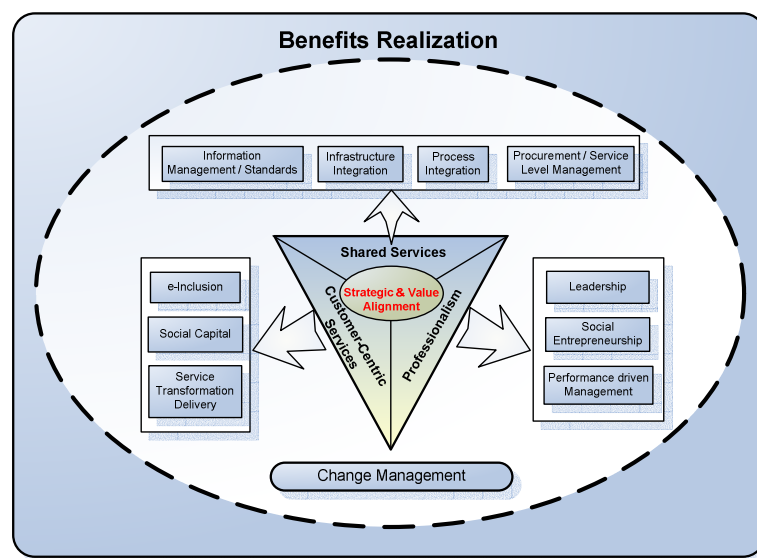 Benefits Realization
Information
Management / Standards
Infrastructure
Integration
Process
Integration
Procurement / Service
Level Management
Shared Services
Strategic & Value
Alignment
Customer-Centric
Services
Professionalism
e-Inclusion
Social Capital
Service
Transformation
Delivery
Leadership
Social
Entrepreneurship
Performance driven
Management
Change Management